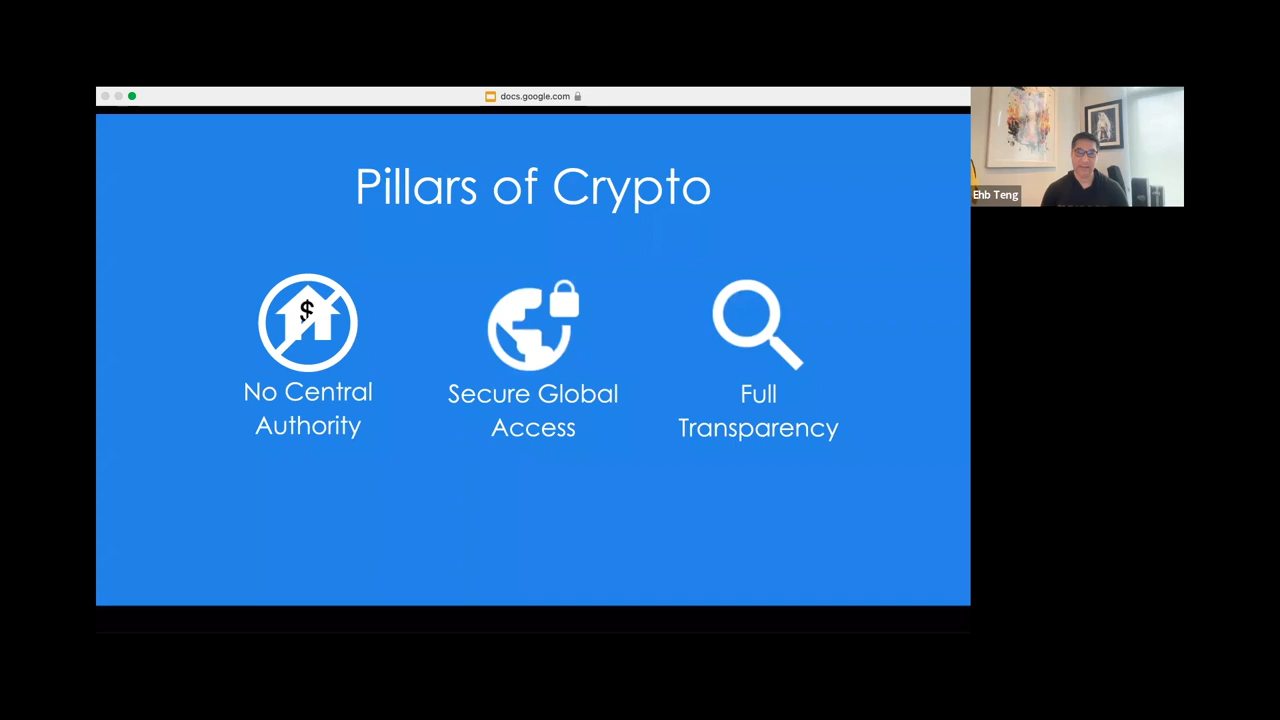 docs.google.com
Pillars of Crypto
$
No Central
Authority
Secure Global
Access
Full
Transparency
Ehb Teng